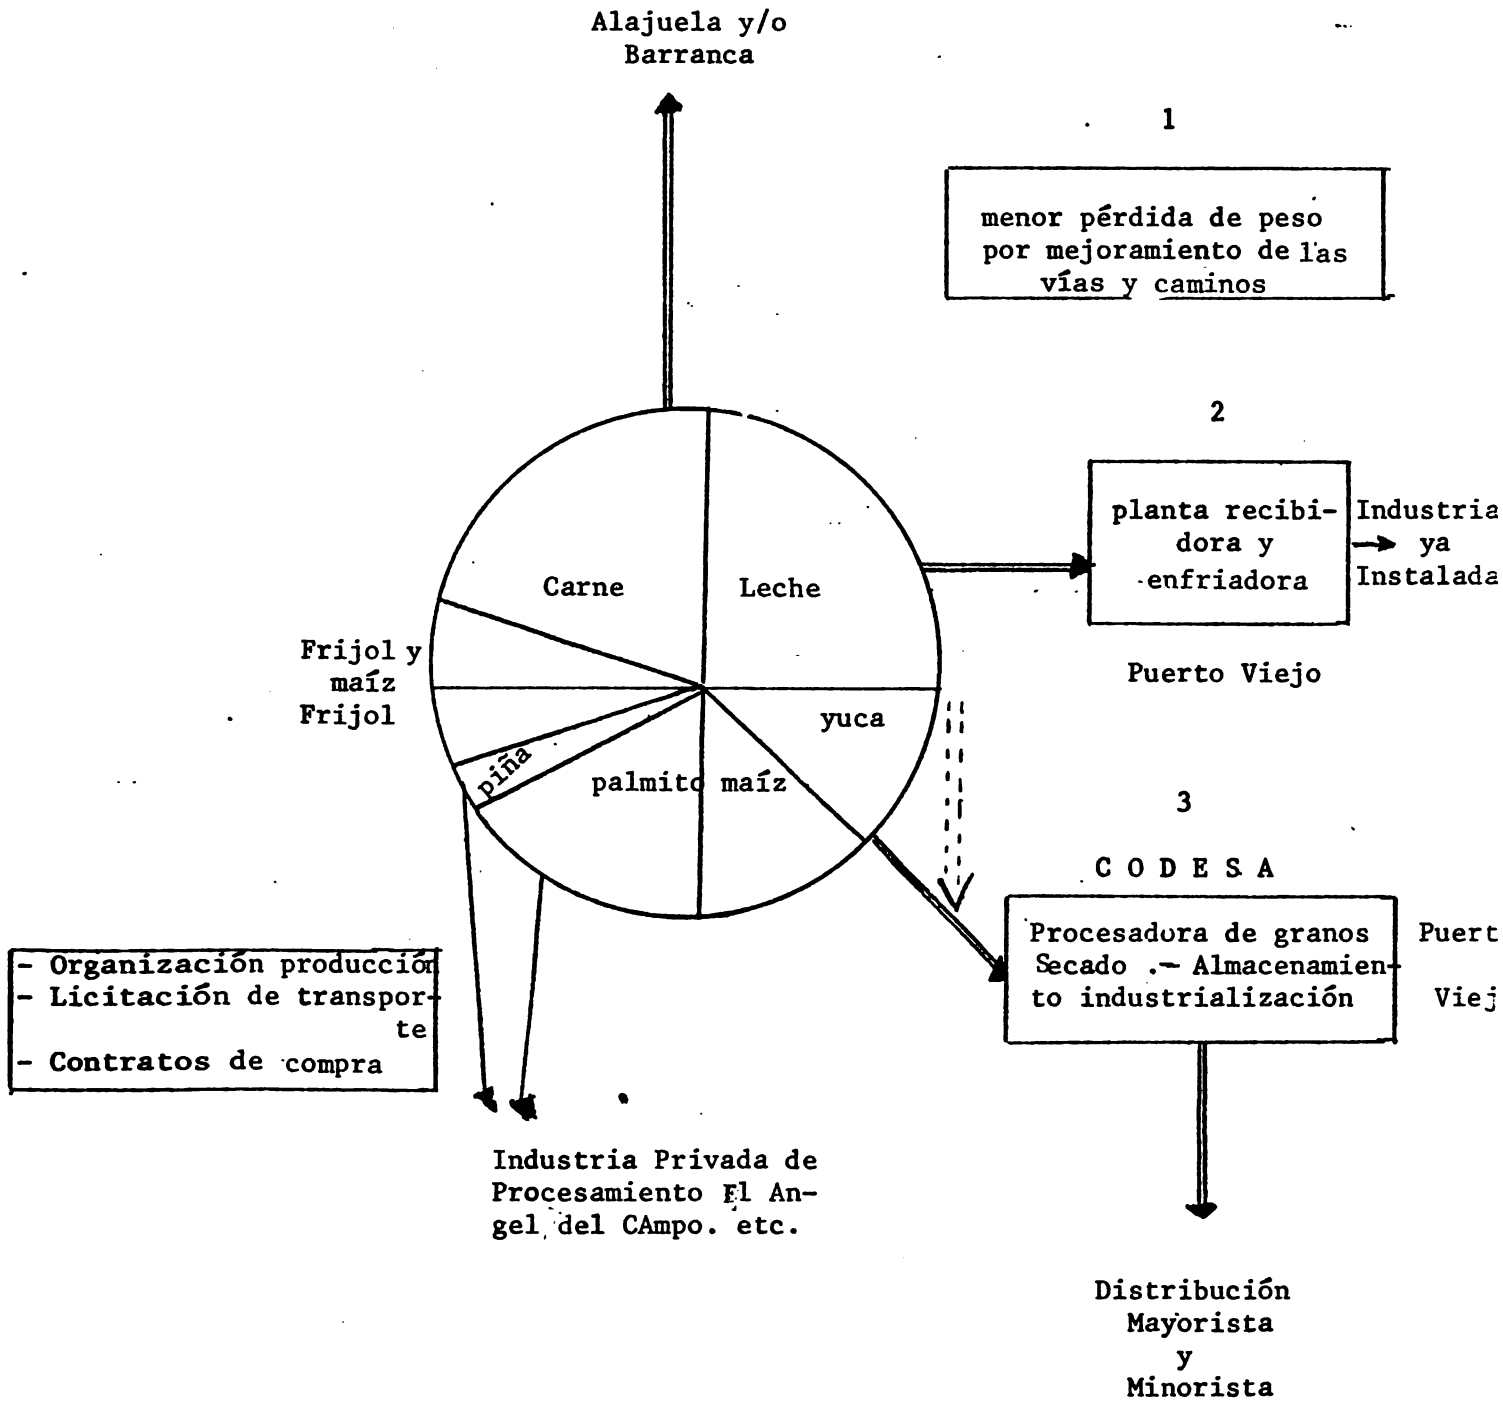 Alajuela y/o
Barranca
1
menor pérdida de peso
por mejoramiento de las
vías y caminos
2
planta recibi-
dora y
enfriadora
Industria
ya
Instalada
Puerto Viejo
Carne
Leche
Frijol y
maíz
Frijol
piña
palmito
maíz
yuca
3
C O D E S A
Procesadora de granos
Secado .- Almacenamien-
to industrialización
Puert
Viej
- Organización producción
- Licitación de transpor-
te
- Contratos de compra
Industria Privada de
Procesamiento El An-
gel del CAmpo. etc.
Distribución
Mayorista
y
Minorista